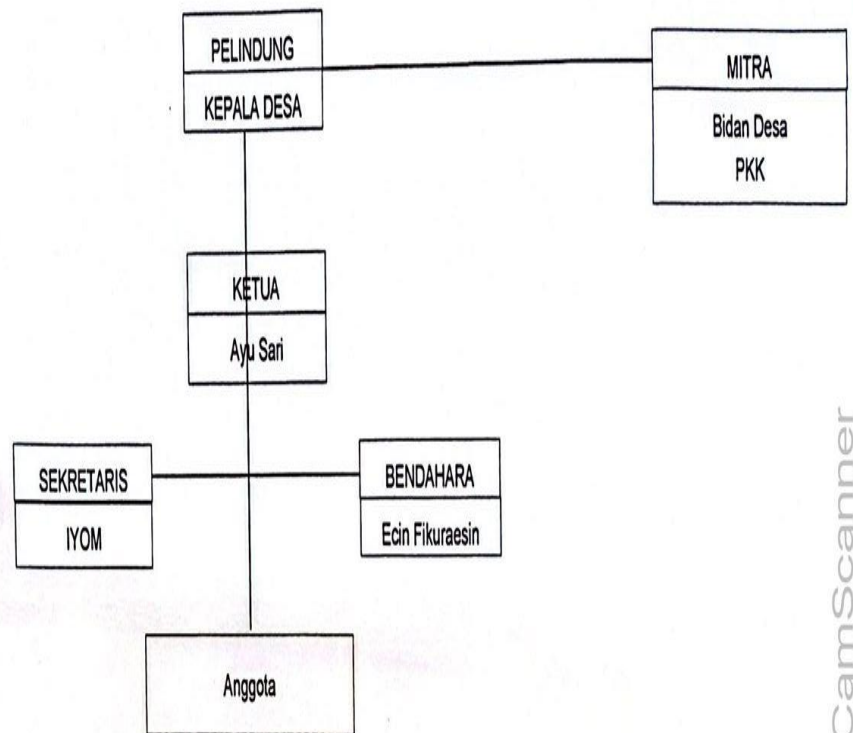 PELINDUNG
KEPALA DESA
MITRA
Bidan Desa
PKK
KETUA
Ayu Sari
SEKRETARIS
IYOM
BENDAHARA
Ecin Fikuraesin
Anggota
CamScanner